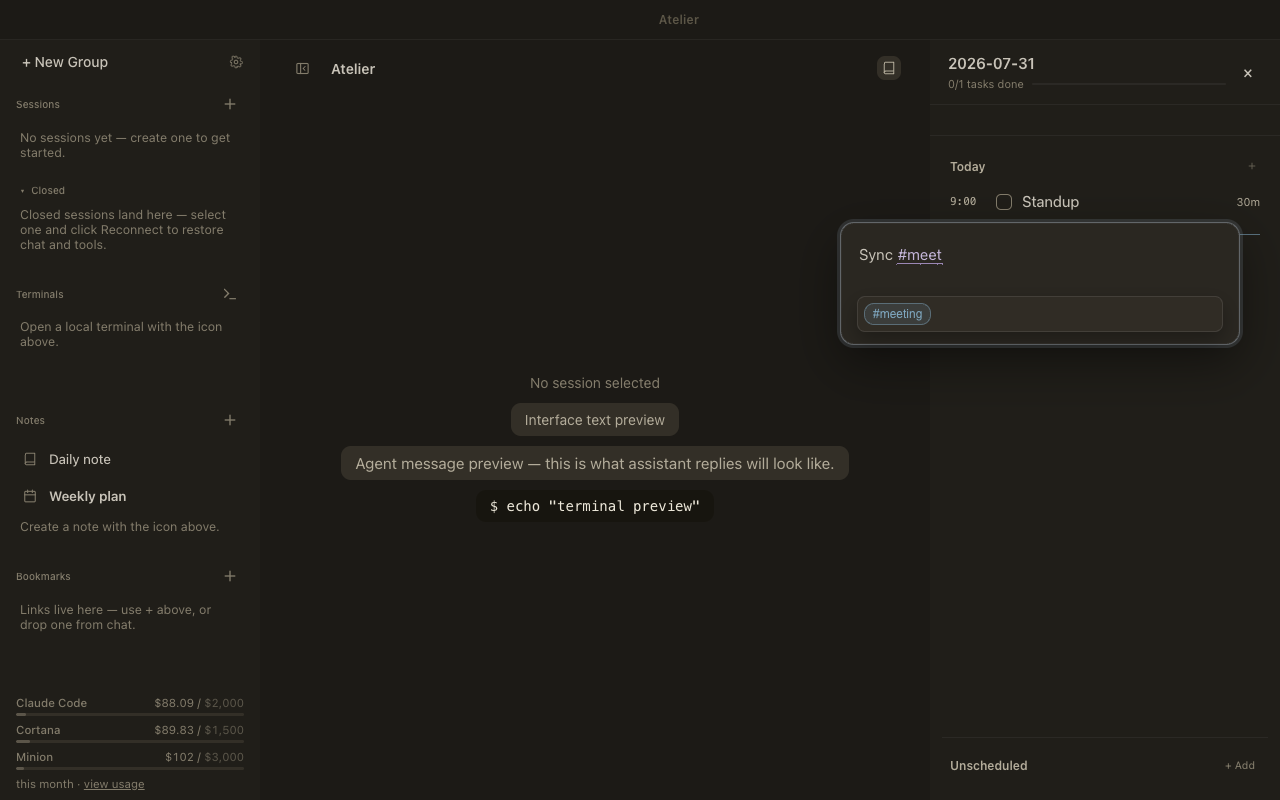 Atelier
+ New Group
Sessions
No sessions yet — create one to get
started.
Closed
Closed sessions land here — select
one and click Reconnect to restore
chat and tools.
Terminals
Open a local terminal with the icon
above.
Notes
Daily note
Weekly plan
Create a note with the icon above.
Bookmarks
Links live here — use + above, or
drop one from chat.
Claude Code $88.09 / $2,000
Cortana $89.83 / $1,500
Minion $102 / $3,000
this month · view usage
Atelier
No session selected
Interface text preview
Agent message preview — this is what assistant replies will look like.
$ echo "terminal preview"
2026-07-31
0/1 tasks done
Today +
9:00 Standup 30m
Sync #meet
#meeting
Unscheduled + Add